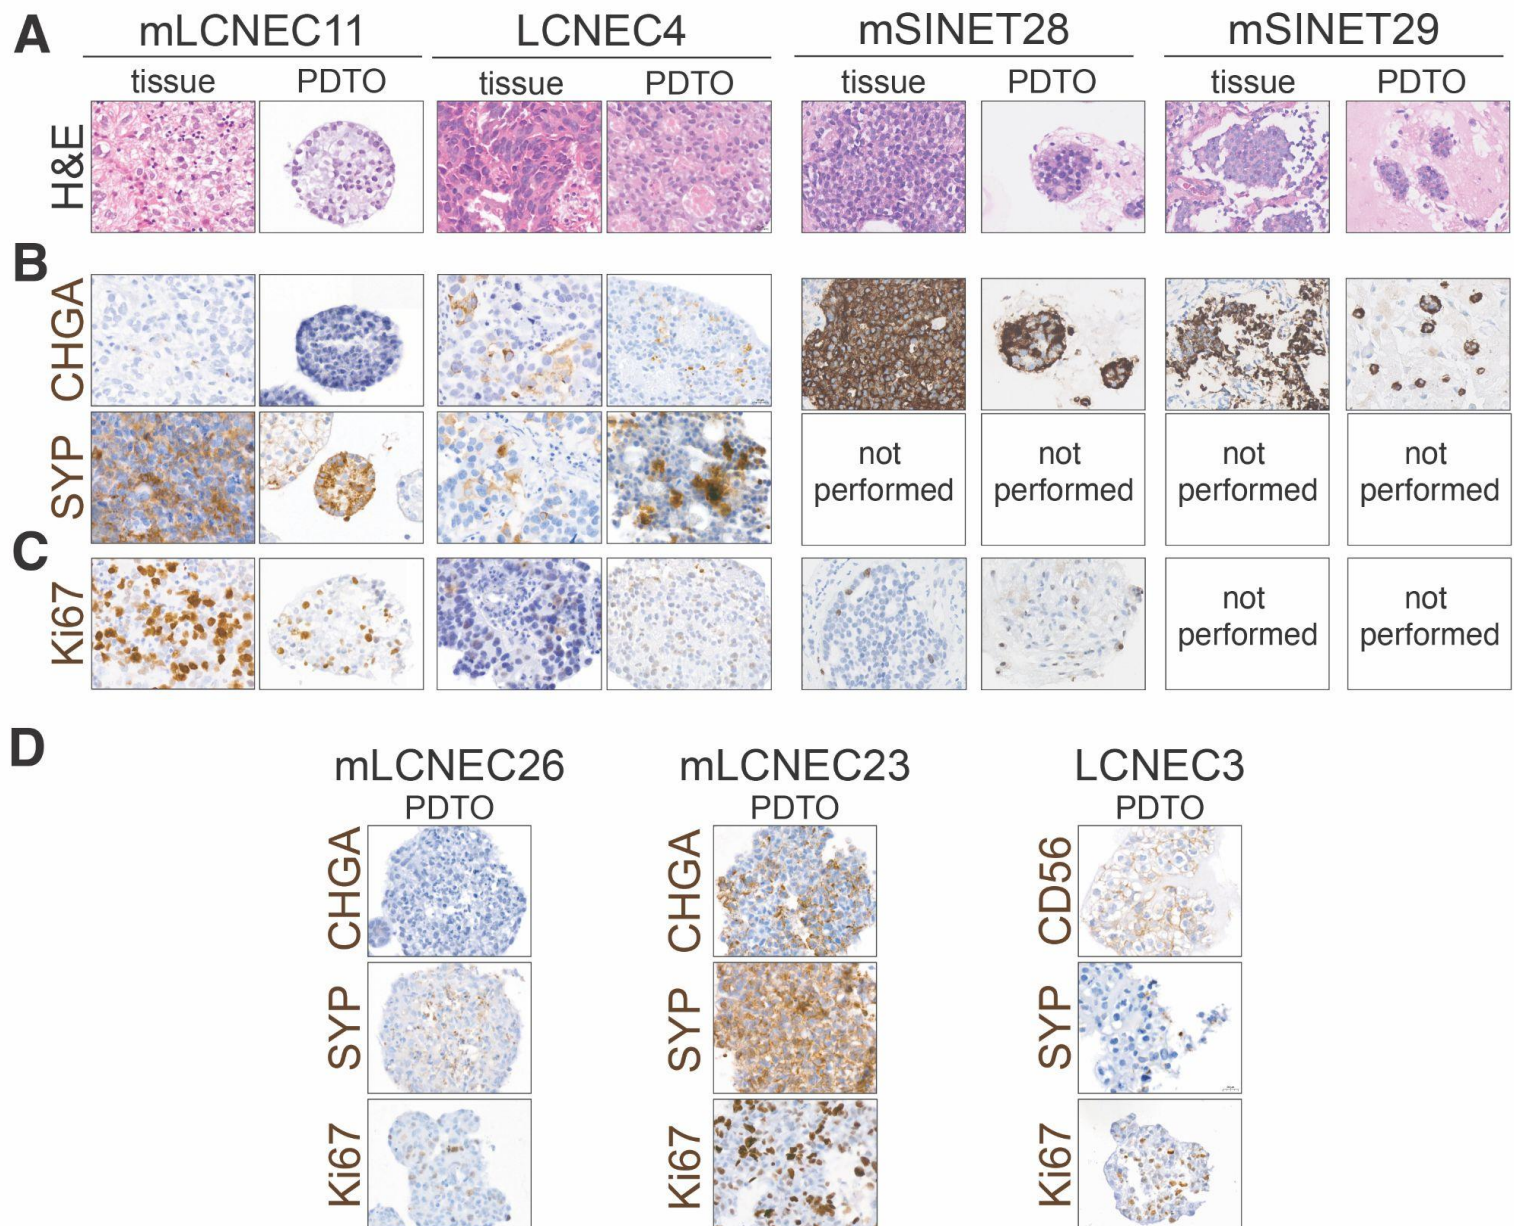 A
mLCNEC11 LCNEC4 mSINET28 mSINET29
tissue PDTO tissue PDTO tissue PDTO tissue PDTO
H&E
B
CHGA
SYP
not performed not performed not performed not performed
C
Ki67
not performed not performed
D
mLCNEC26 mLCNEC23 LCNEC3
PDTO PDTO PDTO
CHGA CHGA CD56
SYP SYP SYP
Ki67 Ki67 Ki67